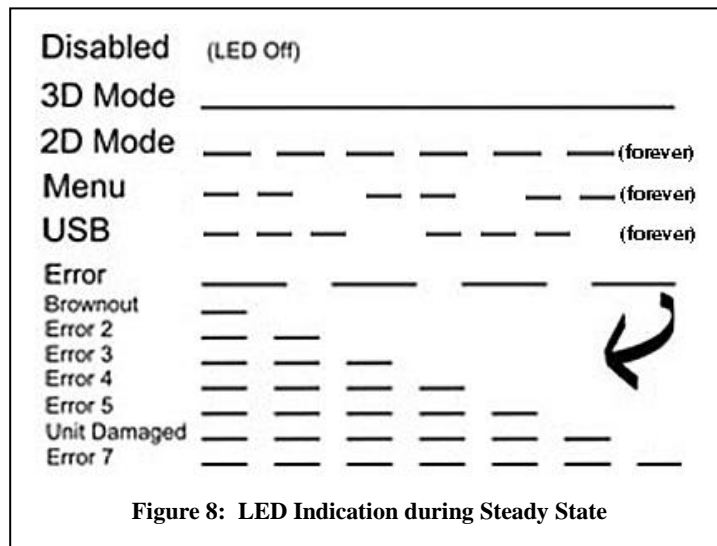 Disabled (LED Off)
3D Mode
2D Mode (forever)
Menu (forever)
USB (forever)
Error
Brownout
Error 2
Error 3
Error 4
Error 5
Unit Damaged
Error 7
Figure 8: LED Indication during Steady State